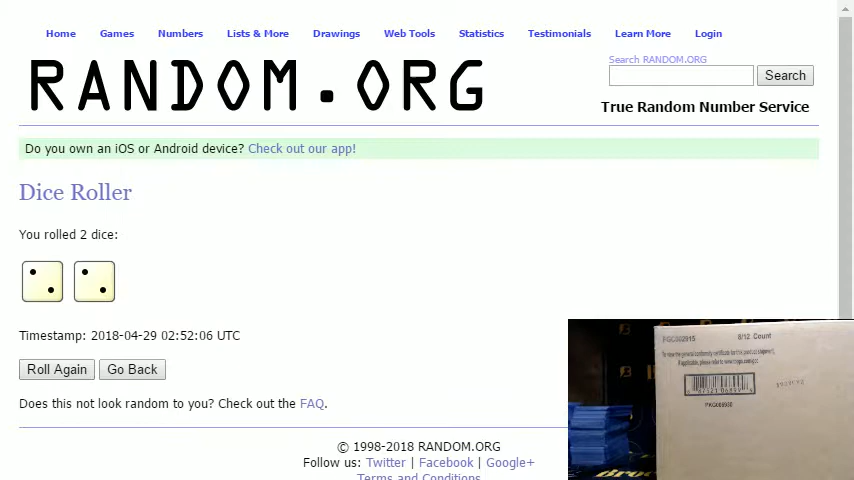 Home Games Numbers Lists & More Drawings Web Tools Statistics Testimonials Learn More Login
RANDOM.ORG
Search RANDOM.ORG
Search
True Random Number Service
Do you own an iOS or Android device? Check out our app!
Dice Roller
You rolled 2 dice:
Timestamp: 2018-04-29 02:52:06 UTC
Roll Again Go Back
Does this not look random to you? Check out the FAQ.
© 1998-2018 RANDOM.ORG
Follow us: Twitter | Facebook | Google+
Terms and Conditions
8/12 Count